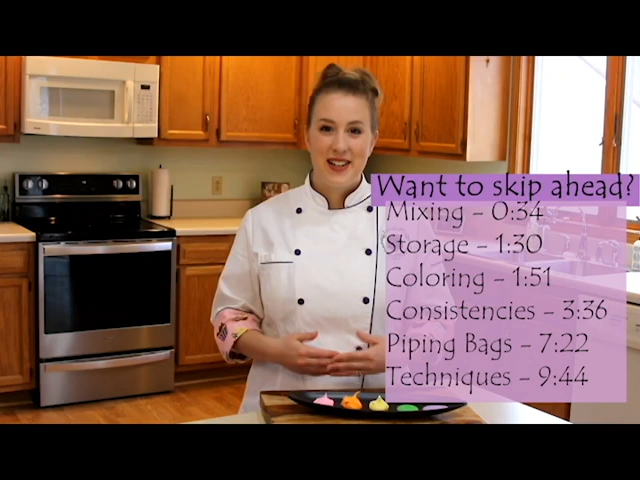 Want to skip ahead?
Mixing - 0:34
Storage - 1:30
Coloring - 1:51
Consistencies - 3:36
Piping Bags - 7:22
Techniques - 9:44